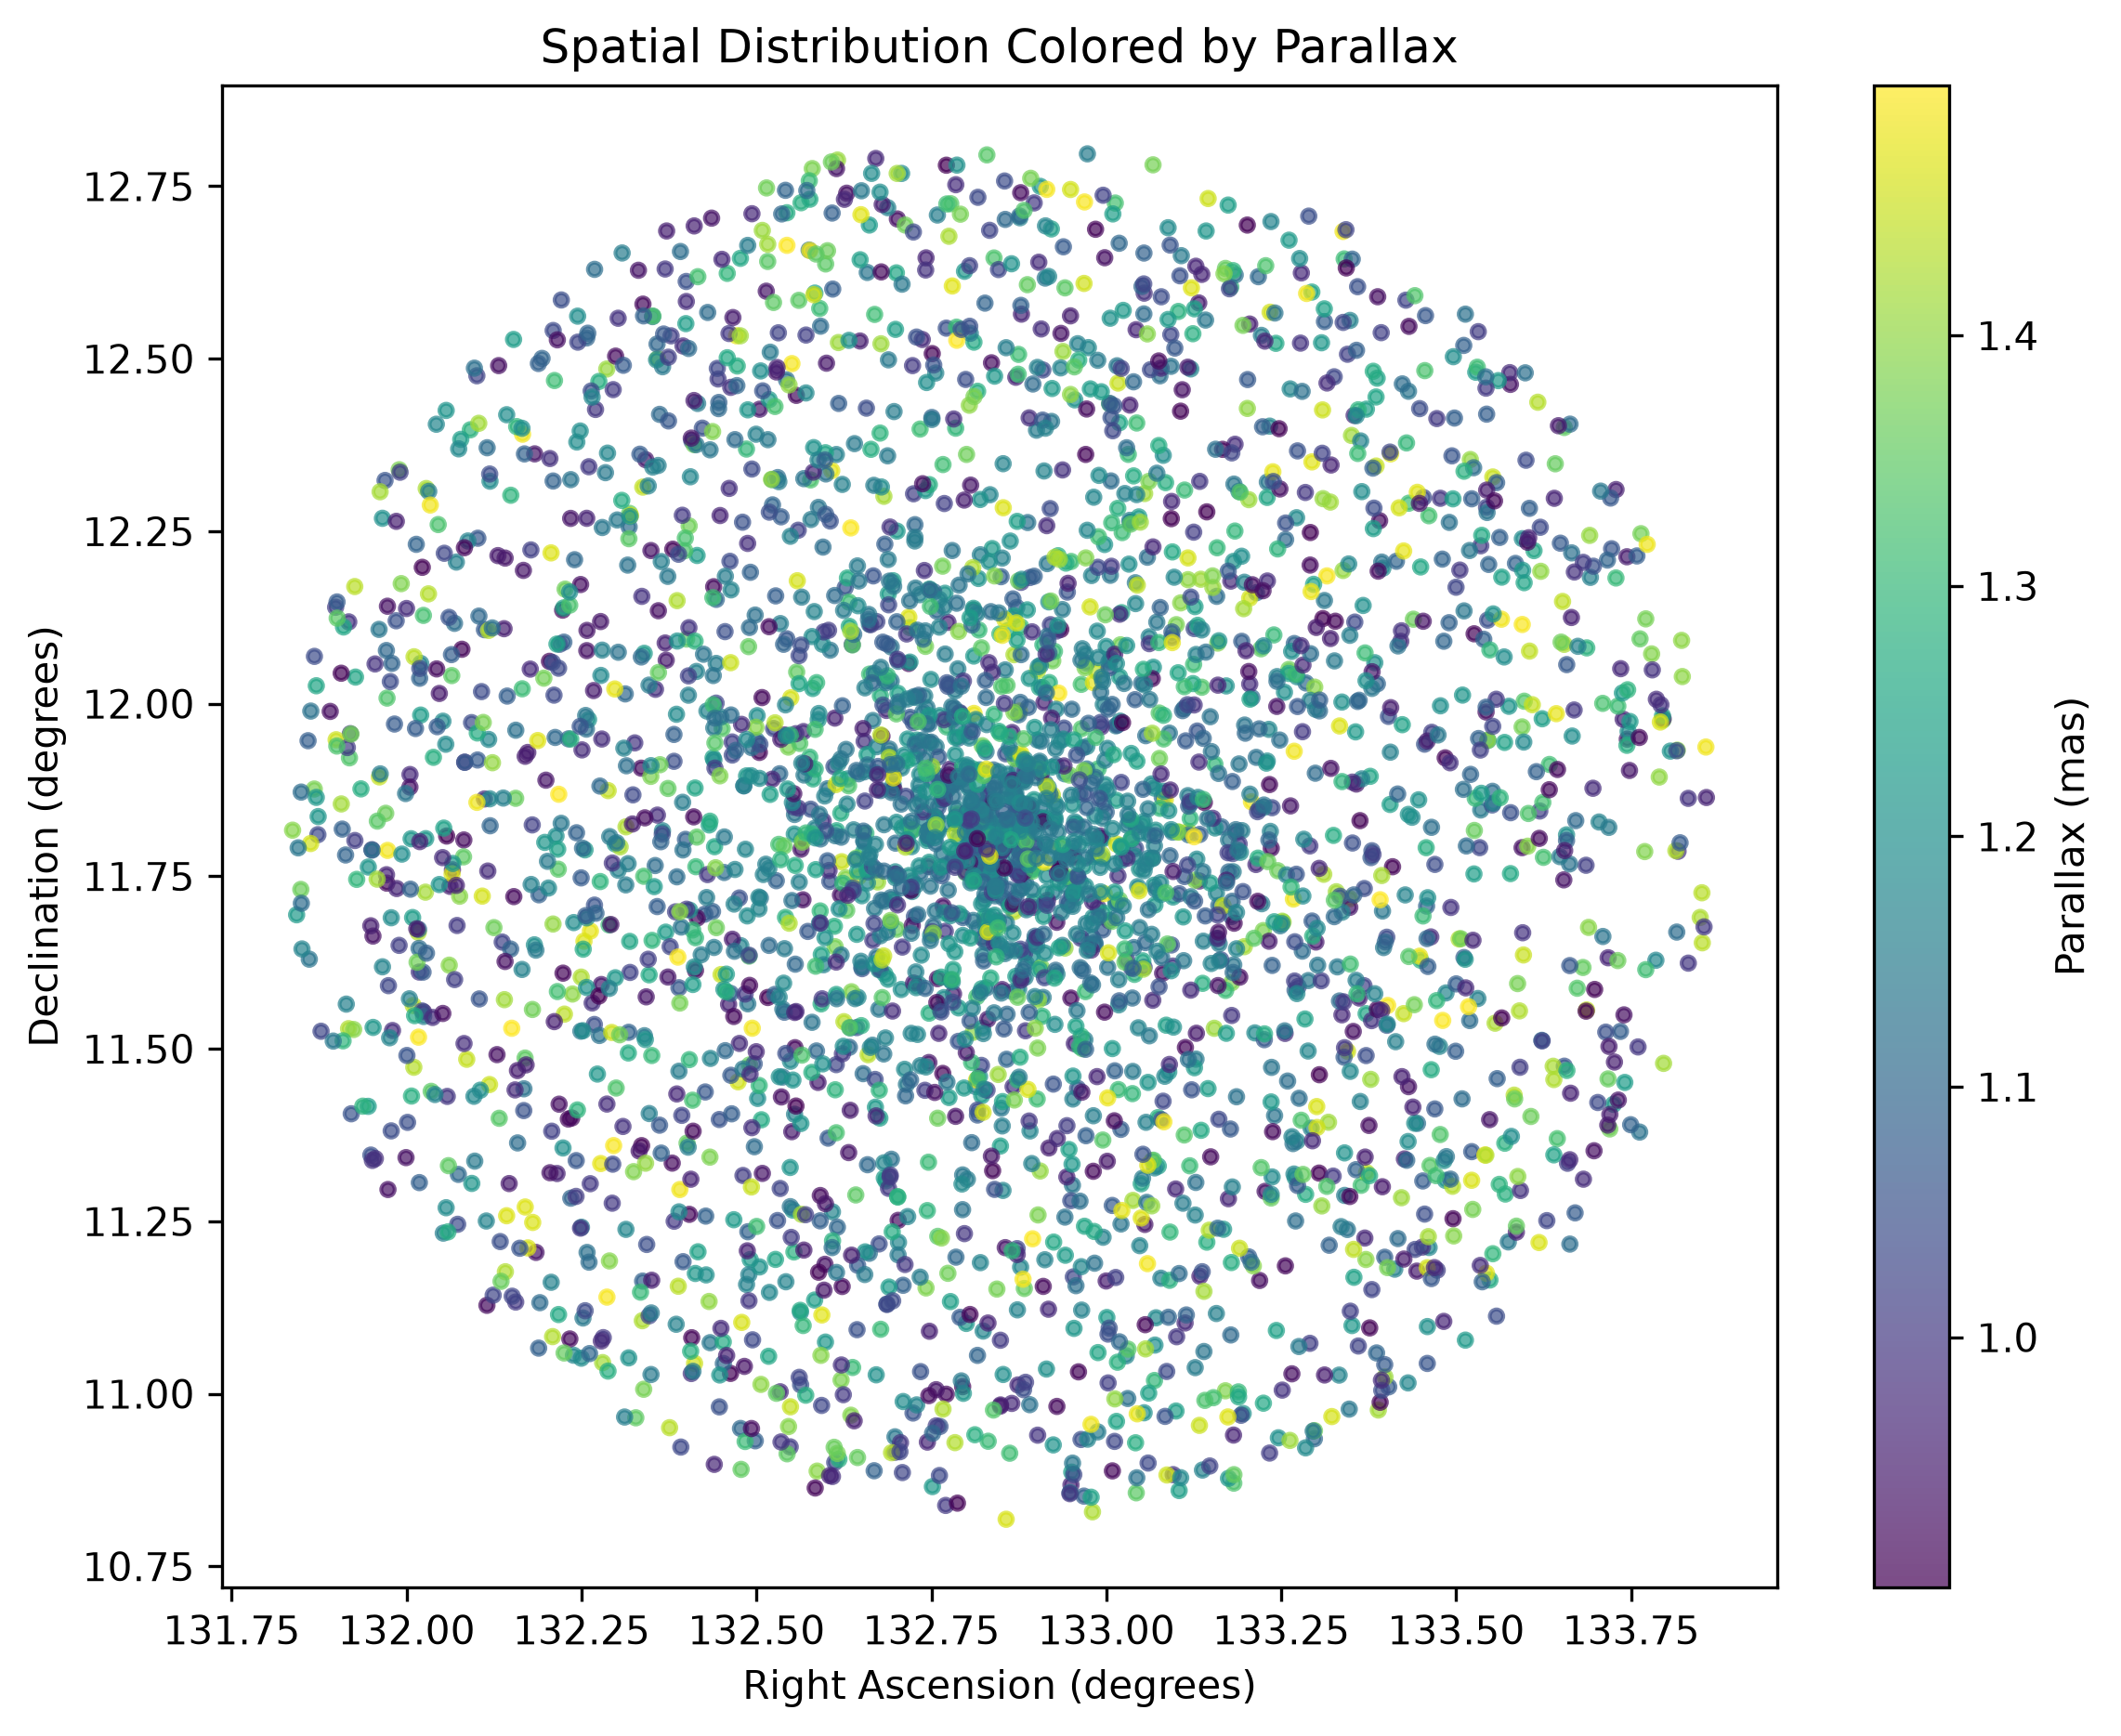 Spatial Distribution Colored by Parallax
Declination (degrees)
12.75
12.50
12.25
12.00
11.75
11.50
11.25
11.00
10.75
131.75 132.00 132.25 132.50 132.75 133.00 133.25 133.50 133.75
Right Ascension (degrees)
1.4
1.3
1.2
1.1
1.0
Parallax (mas)